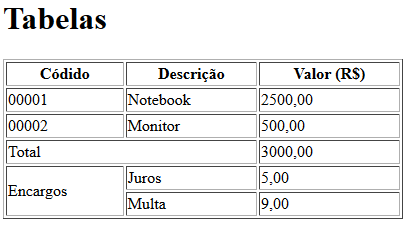 Tabelas
Códido Descrição Valor (R$)
00001 Notebook 2500,00
00002 Monitor 500,00
Total 3000,00
Encargos Juros 5,00
Multa 9,00